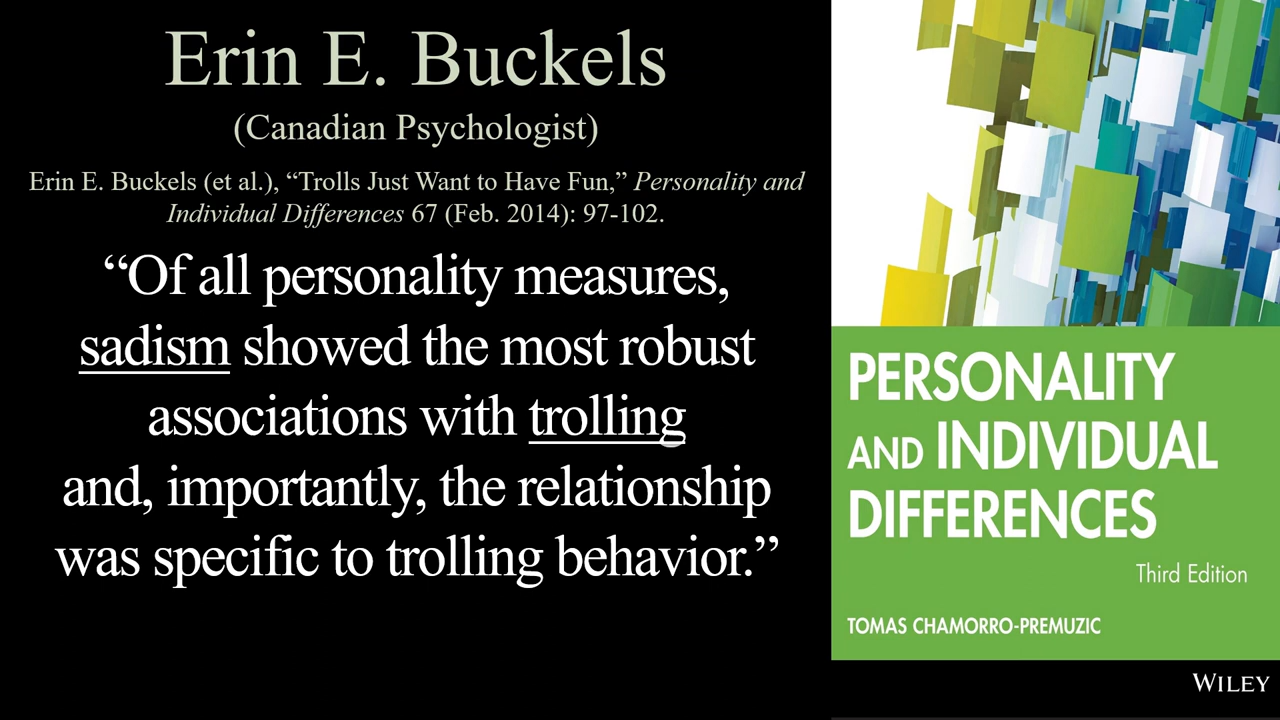 Erin E. Buckels
(Canadian Psychologist)
Erin E. Buckels (et al.), “Trolls Just Want to Have Fun,” Personality and
Individual Differences 67 (Feb. 2014): 97-102.
“Of all personality measures,
sadism showed the most robust
associations with trolling
and, importantly, the relationship
was specific to trolling behavior.”
PERSONALITY
AND INDIVIDUAL
DIFFERENCES
Third Edition
TOMAS CHAMORRO-PREMUZIC
WILEY